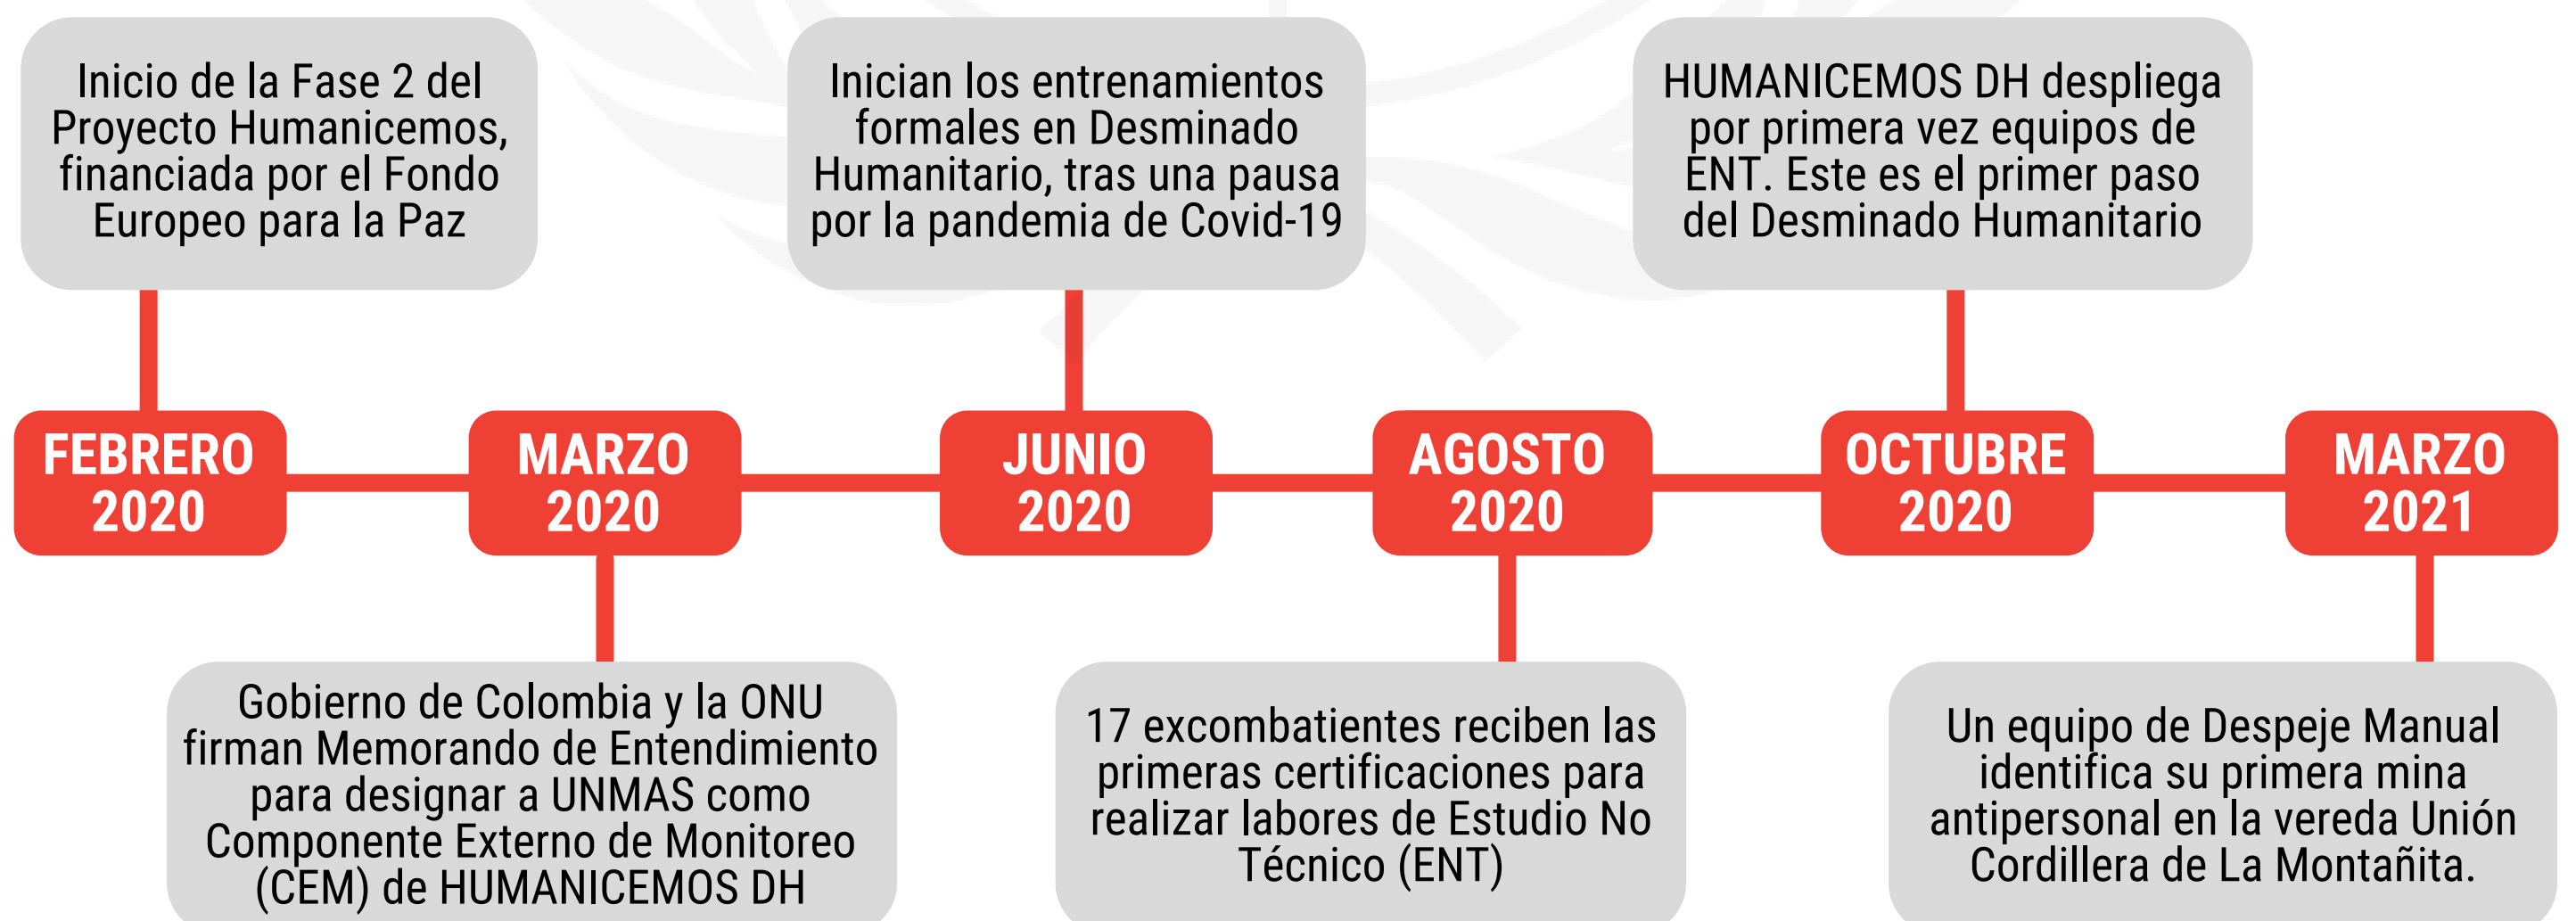 Inicio de la Fase 2 del
Proyecto Humanicemos,
financiada por el Fondo
Europeo para la Paz
Inician los entrenamientos
formales en Desminado
Humanitario, tras una pausa
por la pandemia de Covid-19
HUMANICEMOS DH despliega
por primera vez equipos de
ENT. Este es el primer paso
del Desminado Humanitario
FEBRERO
2020
MARZO
2020
JUNIO
2020
AGOSTO
2020
OCTUBRE
2020
MARZO
2021
Gobierno de Colombia y la ONU
firman Memorando de Entendimiento
para designar a UNMAS como
Componente Externo de Monitoreo
(CEM) de HUMANICEMOS DH
17 excombatientes reciben las
primeras certificaciones para
realizar labores de Estudio No
Técnico (ENT)
Un equipo de Despeje Manual
identifica su primera mina
antipersonal en la vereda Unión
Cordillera de La Montañita.